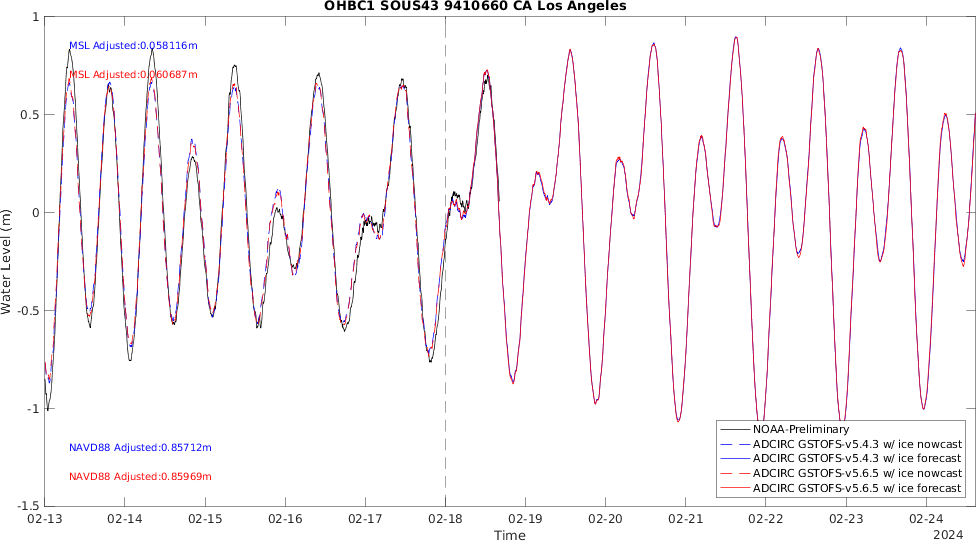 OHBC1 SOUS43 9410660 CA Los Angeles
1
MSL Adjusted:0.058116m
MSL Adjusted:0.060687m
0.5
0
-0.5
-1
-1.5
Water Level (m)
NAVD88 Adjusted:0.85712m
NAVD88 Adjusted:0.85969m
NOAA-Preliminary
ADCIRC GSTOFS-v5.4.3 w/ ice nowcast
ADCIRC GSTOFS-v5.4.3 w/ ice forecast
ADCIRC GSTOFS-v5.6.5 w/ ice nowcast
ADCIRC GSTOFS-v5.6.5 w/ ice forecast
02-13 02-14 02-15 02-16 02-17 02-18 02-19 02-20 02-21 02-22 02-23 02-24
Time
2024